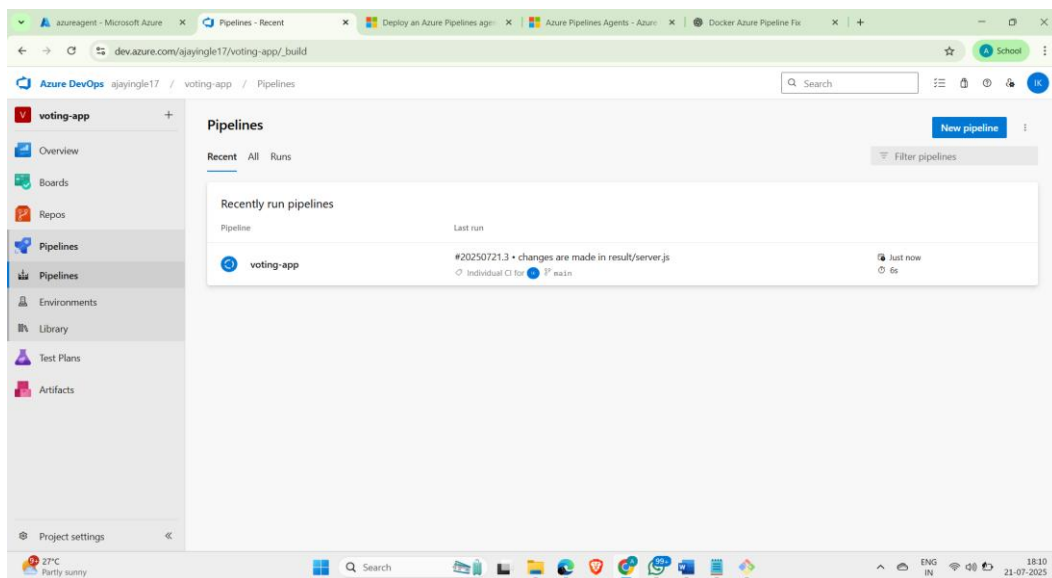 azureagent - Microsoft Azure
Pipelines - Recent
Deploy an Azure Pipelines agen
Azure Pipelines Agents - Azure
Docker Azure Pipeline Fix
dev.azure.com/ajayingle17/voting-app/_build
A School
Azure DevOps ajayingle17 / voting-app / Pipelines
Search
IK
V voting-app
Overview
Boards
Repos
Pipelines
Pipelines
Environments
Library
Test Plans
Artifacts
Project settings
Pipelines
New pipeline
Recent All Runs
Filter pipelines
Recently run pipelines
Pipeline Last run
voting-app
#20250721.3 • changes are made in result/server.js
Individual CI for main
Just now
6s
27°C
Partly sunny
Search
99+
ENG
IN
18:10
21-07-2025